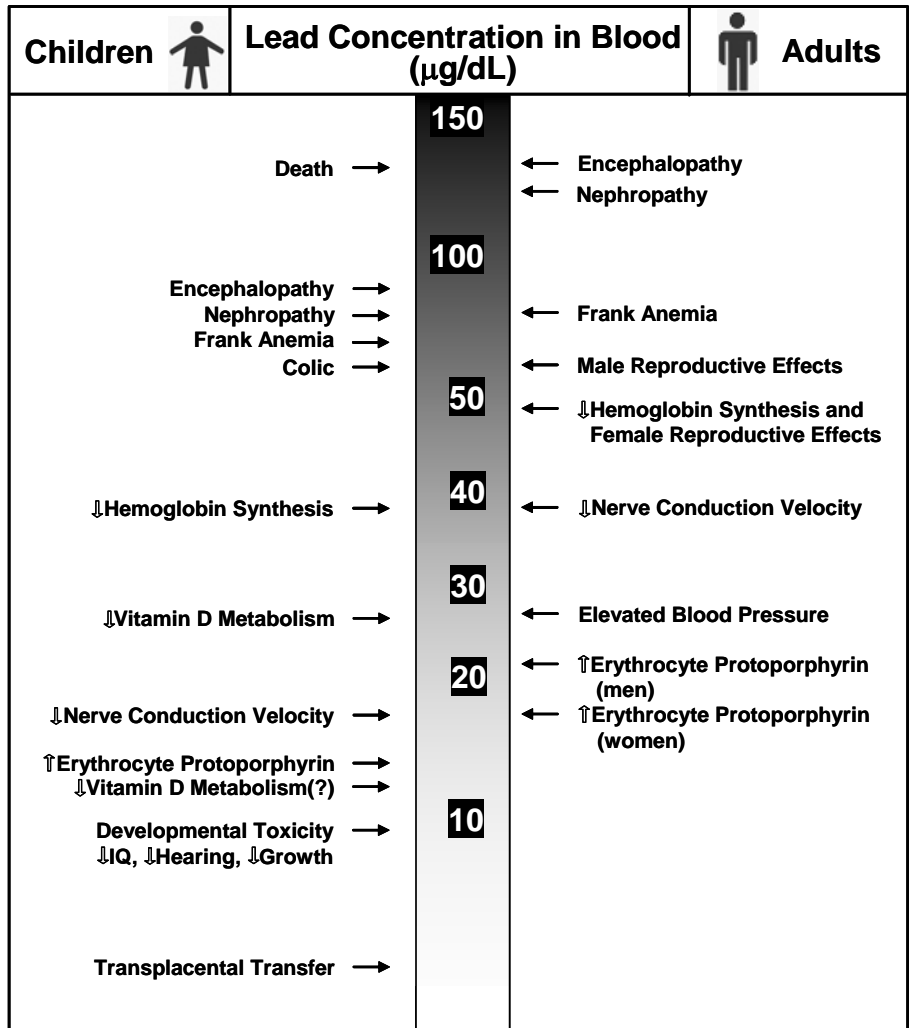 Children
Lead Concentration in Blood
(μg/dL)
Adults
150
Death → ← Encephalopathy
← Nephropathy
100
Encephalopathy →
Nephropathy → ← Frank Anemia
Frank Anemia →
Colic → ← Male Reproductive Effects
50
← ⇩Hemoglobin Synthesis and
Female Reproductive Effects
40
⇩Hemoglobin Synthesis → ← ⇩Nerve Conduction Velocity
30
⇩Vitamin D Metabolism → ← Elevated Blood Pressure
20
← ⇧Erythrocyte Protoporphyrin
(men)
⇩Nerve Conduction Velocity → ← ⇧Erythrocyte Protoporphyrin
(women)
⇧Erythrocyte Protoporphyrin →
⇩Vitamin D Metabolism(?) →
10
Developmental Toxicity →
⇩IQ, ⇩Hearing, ⇩Growth
Transplacental Transfer →